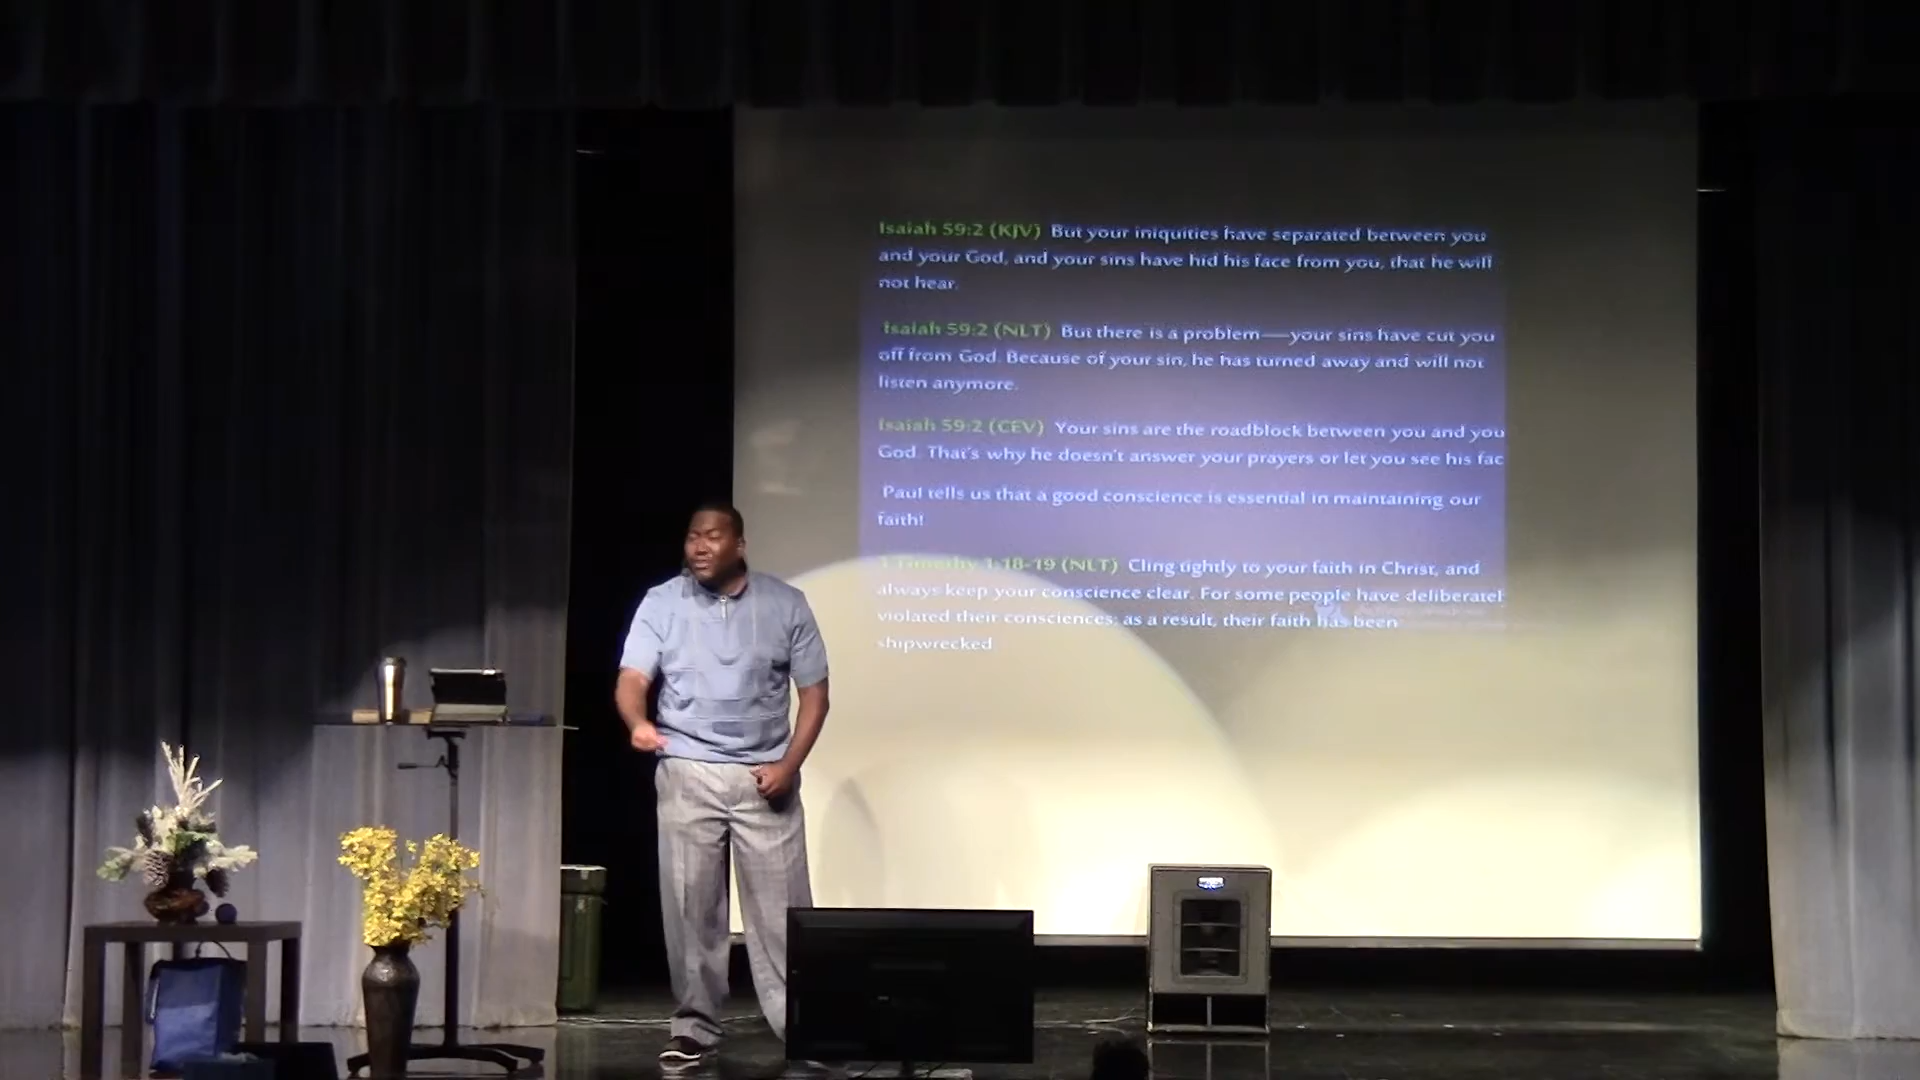 Isaiah 59:2 (KJV) But your iniquities have separated between you
and your God, and your sins have hid his face from you, that he will
not hear.
Isaiah 59:2 (NLT) But there is a problem—your sins have cut you
off from God. Because of your sin, he has turned away and will not
listen anymore.
Isaiah 59:2 (CEV) Your sins are the roadblock between you and you
God. That's why he doesn't answer your prayers or let you see his fac
Paul tells us that a good conscience is essential in maintaining our
faith!
1 Timothy 1:18-19 (NLT) Cling tightly to your faith in Christ, and
always keep your conscience clear. For some people have deliberatel
violated their consciences; as a result, their faith has been
shipwrecked.